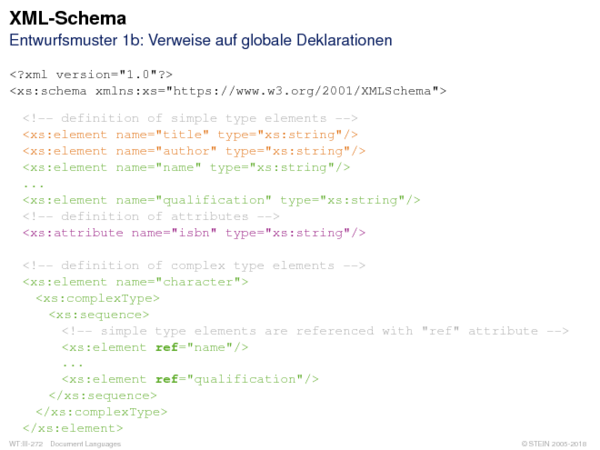 XML-Schema
Entwurfsmuster 1b: Verweise auf globale Deklarationen
<?xml version="1.0"?>
<xs:schema xmlns:xs="https://www.w3.org/2001/XMLSchema">
<!-- definition of simple type elements -->
<xs:element name="title" type="xs:string"/>
<xs:element name="author" type="xs:string"/>
<xs:element name="name" type="xs:string"/>
...
<xs:element name="qualification" type="xs:string"/>
<!-- definition of attributes -->
<xs:attribute name="isbn" type="xs:string"/>
<!-- definition of complex type elements -->
<xs:element name="character">
<xs:complexType>
<xs:sequence>
<!-- simple type elements are referenced with "ref" attribute -->
<xs:element ref="name"/>
...
<xs:element ref="qualification"/>
</xs:sequence>
</xs:complexType>
</xs:element>
WT:III-272 Document Languages
© STEIN 2005-2018